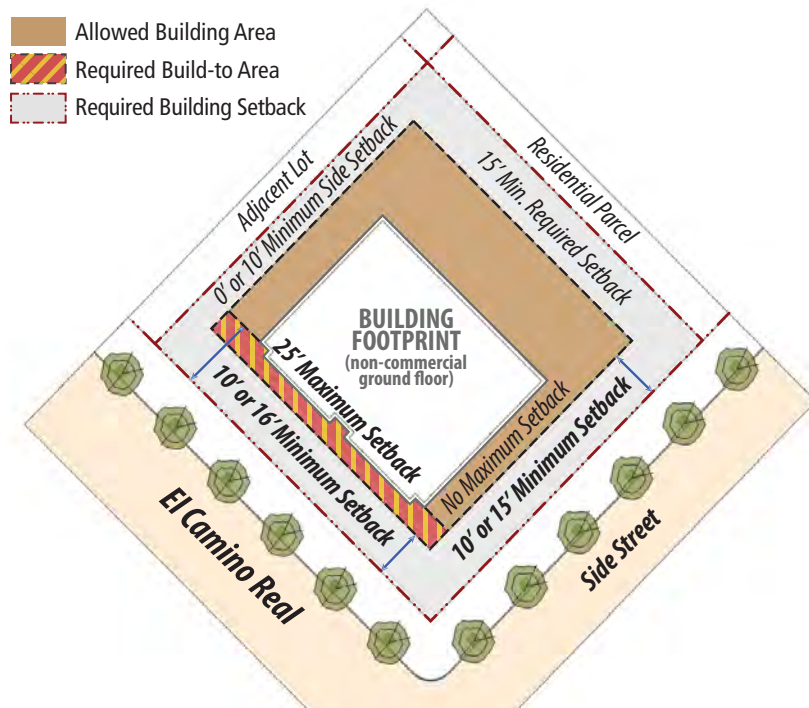 Allowed Building Area
Required Build-to Area
Required Building Setback
Adjacent Lot
0’ or 10’ Minimum Side Setback
Residential Parcel
15’ Min. Required Setback
BUILDING
FOOTPRINT
(non-commercial
ground floor)
25’ Maximum Setback
10’ or 16’ Minimum Setback
No Maximum Setback
10’ or 15’ Minimum Setback
El Camino Real
Side Street